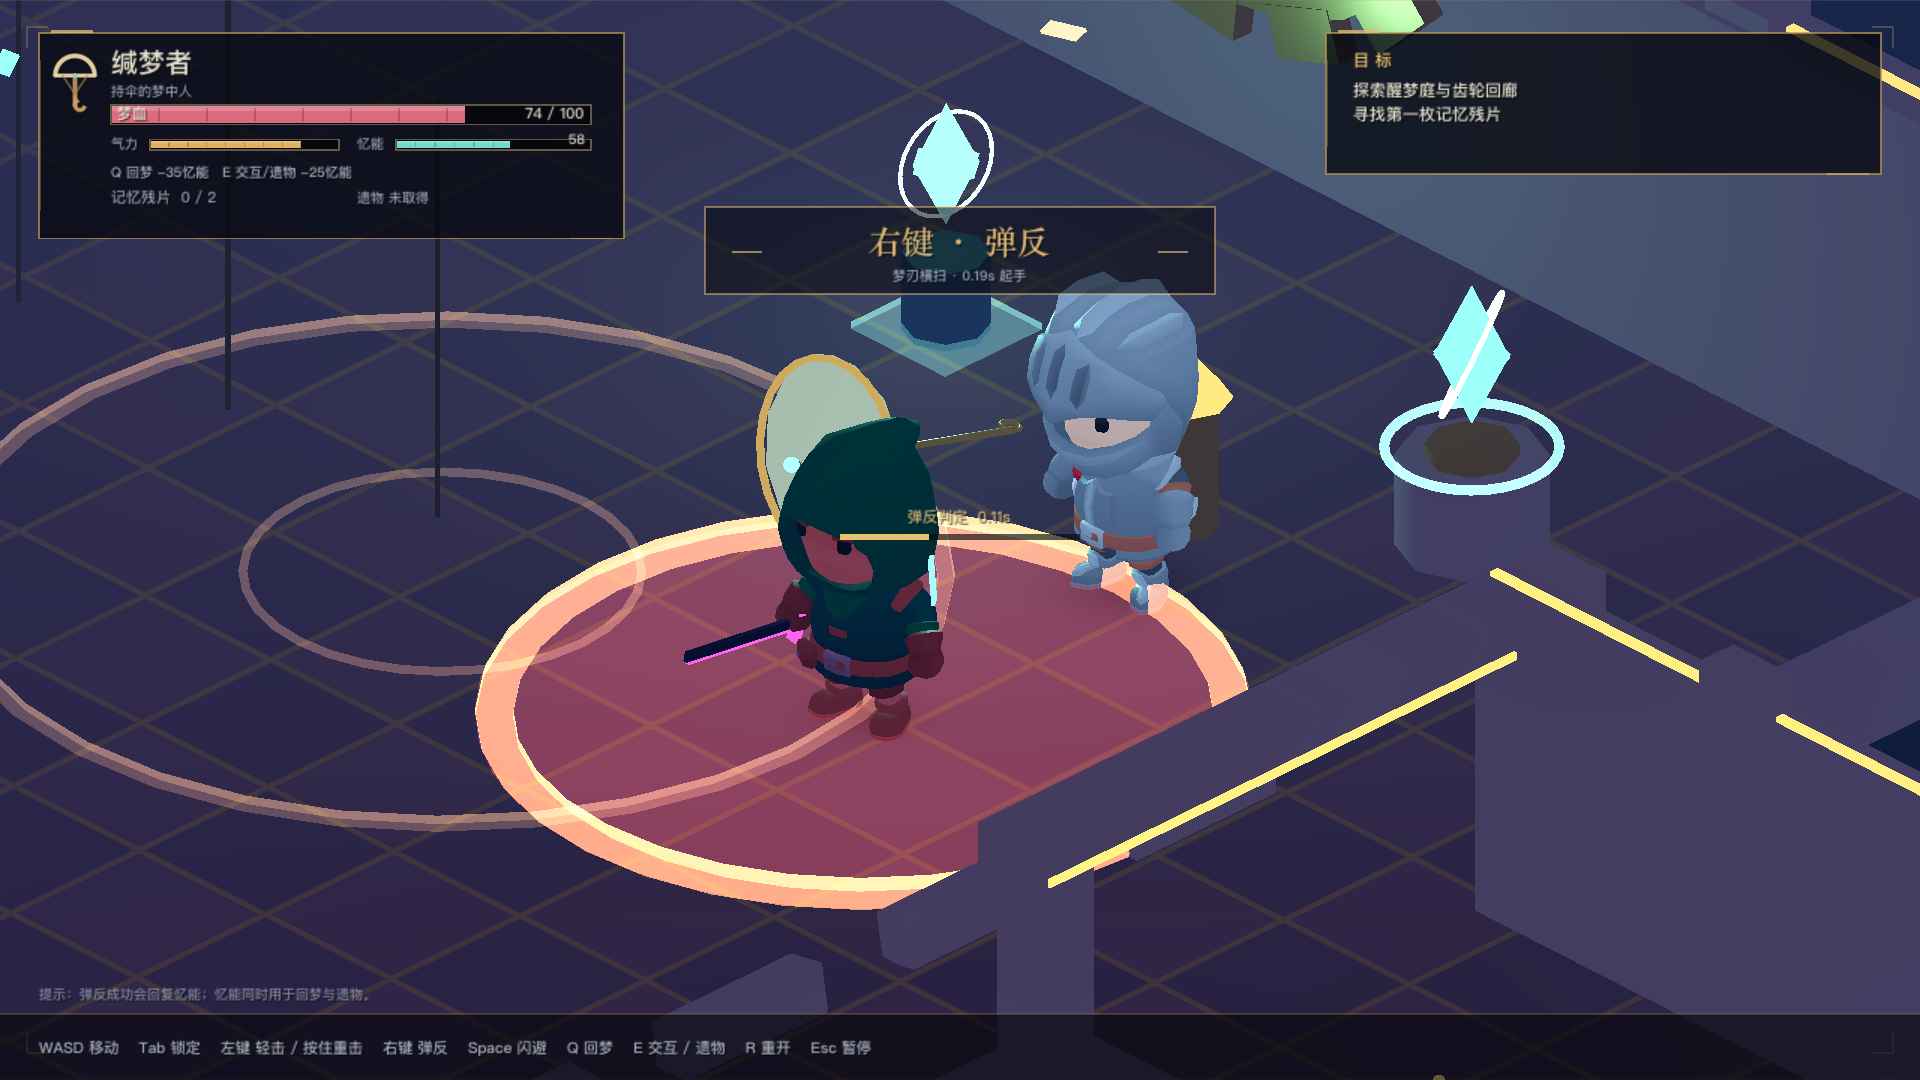 缄梦者
持伞的梦中人
梦血 74 / 100
气力 忆能 58
Q 回梦 -35忆能 E 交互/遗物 -25忆能
记忆残片 0 / 2 遗物 未取得
目标
探索醒梦庭与齿轮回廊
寻找第一枚记忆残片
右键 · 弹反
梦刃横扫 · 0.19s 起手
弹反判定 0.11s
提示: 弹反成功会回复忆能; 忆能同时用于回梦与遗物。
WASD 移动 Tab 锁定 左键 轻击 / 按住重击 右键 弹反 Space 闪避 Q 回梦 E 交互 / 遗物 R 重开 Esc 暂停